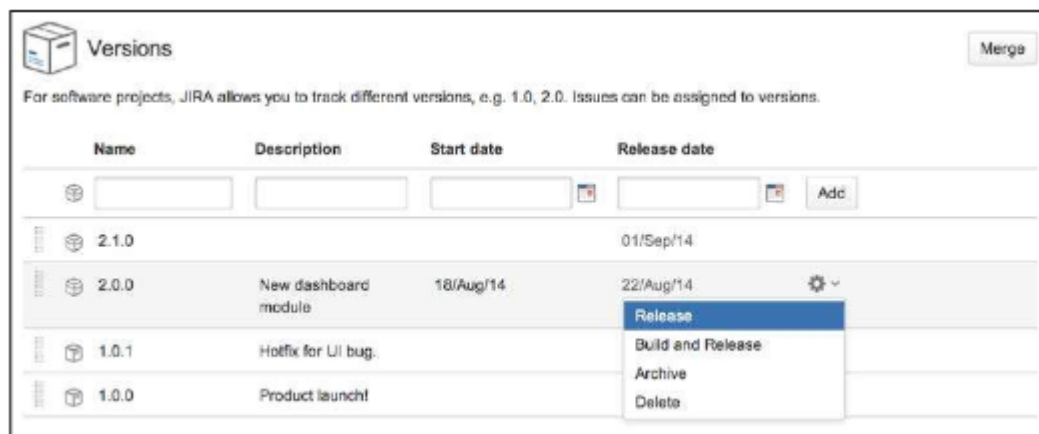 Versions
Merge
For software projects, JIRA allows you to track different versions, e.g. 1.0, 2.0. Issues can be assigned to versions.
Name Description Start date Release date
Add
2.1.0 01/Sep/14
2.0.0 New dashboard 18/Aug/14 22/Aug/14
module
Release
Build and Release
1.0.1 Hotfix for UI bug.
Archive
1.0.0 Product launch!
Delete